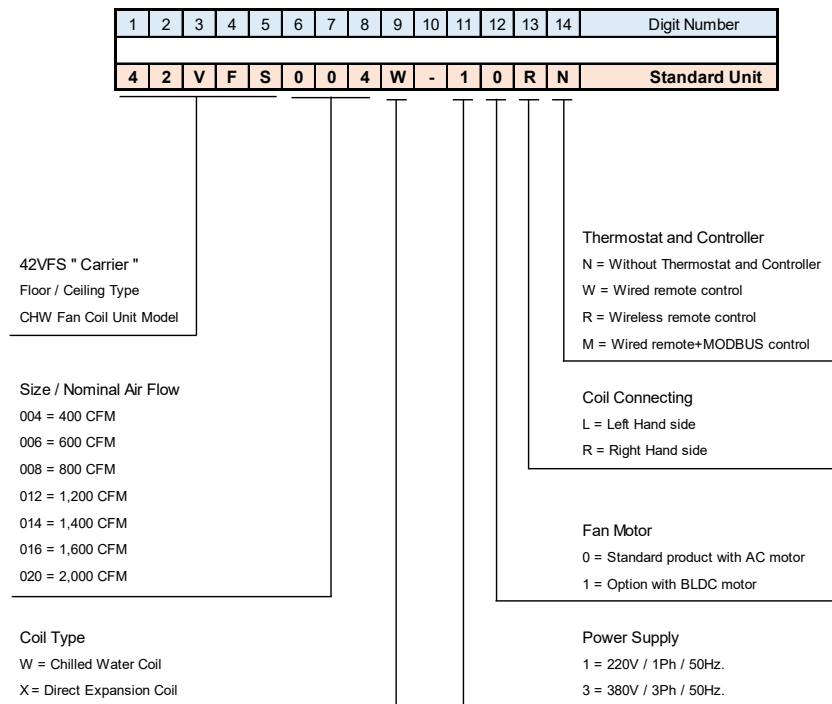 1 2 3 4 5 6 7 8 9 10 11 12 13 14 Digit Number
4 2 V F S 0 0 4 W - 1 0 R N Standard Unit
42VFS " Carrier "
Floor / Ceiling Type
CHW Fan Coil Unit Model
Size / Nominal Air Flow
004 = 400 CFM
006 = 600 CFM
008 = 800 CFM
012 = 1,200 CFM
014 = 1,400 CFM
016 = 1,600 CFM
020 = 2,000 CFM
Coil Type
W = Chilled Water Coil
X = Direct Expansion Coil
Thermostat and Controller
N = Without Thermostat and Controller
W = Wired remote control
R = Wireless remote control
M = Wired remote+MODBUS control
Coil Connecting
L = Left Hand side
R = Right Hand side
Fan Motor
0 = Standard product with AC motor
1 = Option with BLDC motor
Power Supply
1 = 220V / 1Ph / 50Hz.
3 = 380V / 3Ph / 50Hz.